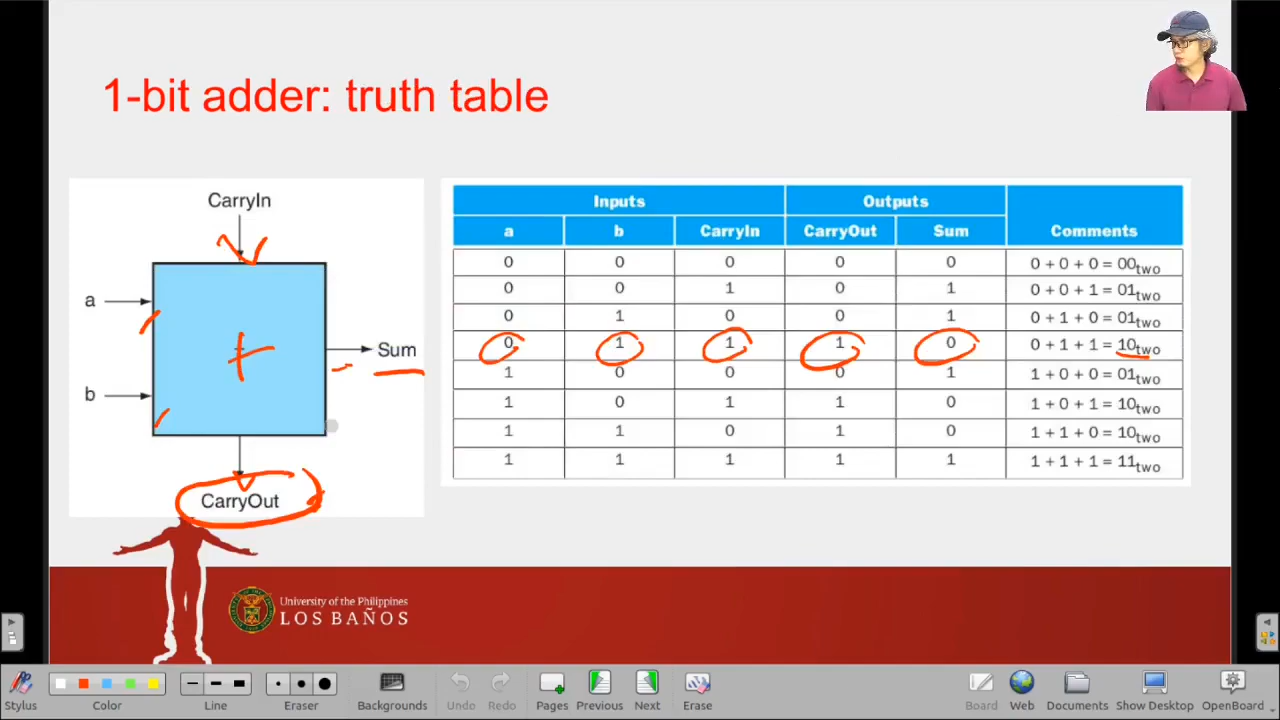 1-bit adder: truth table
CarryIn
a
b
+
Sum
CarryOut
Inputs Outputs
a b CarryIn CarryOut Sum Comments
0 0 0 0 0 0 + 0 + 0 = 00two
0 0 1 0 1 0 + 0 + 1 = 01two
0 1 0 0 1 0 + 1 + 0 = 01two
0 1 1 1 0 0 + 1 + 1 = 10two
1 0 0 0 1 1 + 0 + 0 = 01two
1 0 1 1 0 1 + 0 + 1 = 10two
1 1 0 1 0 1 + 1 + 0 = 10two
1 1 1 1 1 1 + 1 + 1 = 11two
University of the Philippines
LOS BAÑOS
Stylus Color Line Eraser Backgrounds Undo Redo Pages Previous Next Erase Board Web Documents Show Desktop OpenBoard